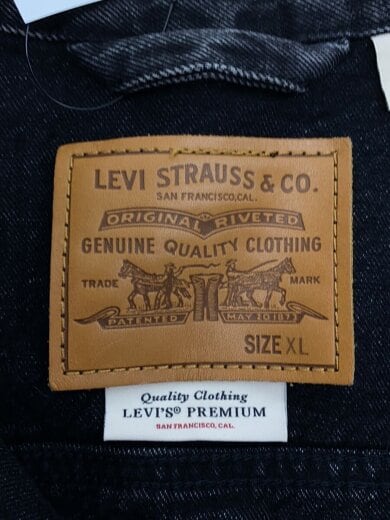 LEVI STRAUSS & CO.
SAN FRANCISCO, CAL.
ORIGINAL RIVETED
GENUINE QUALITY CLOTHING
TRADE MARK
PATENTED MAY 20 187
SIZE XL
Quality Clothing
LEVI'S® PREMIUM
SAN FRANCISCO, CAL.